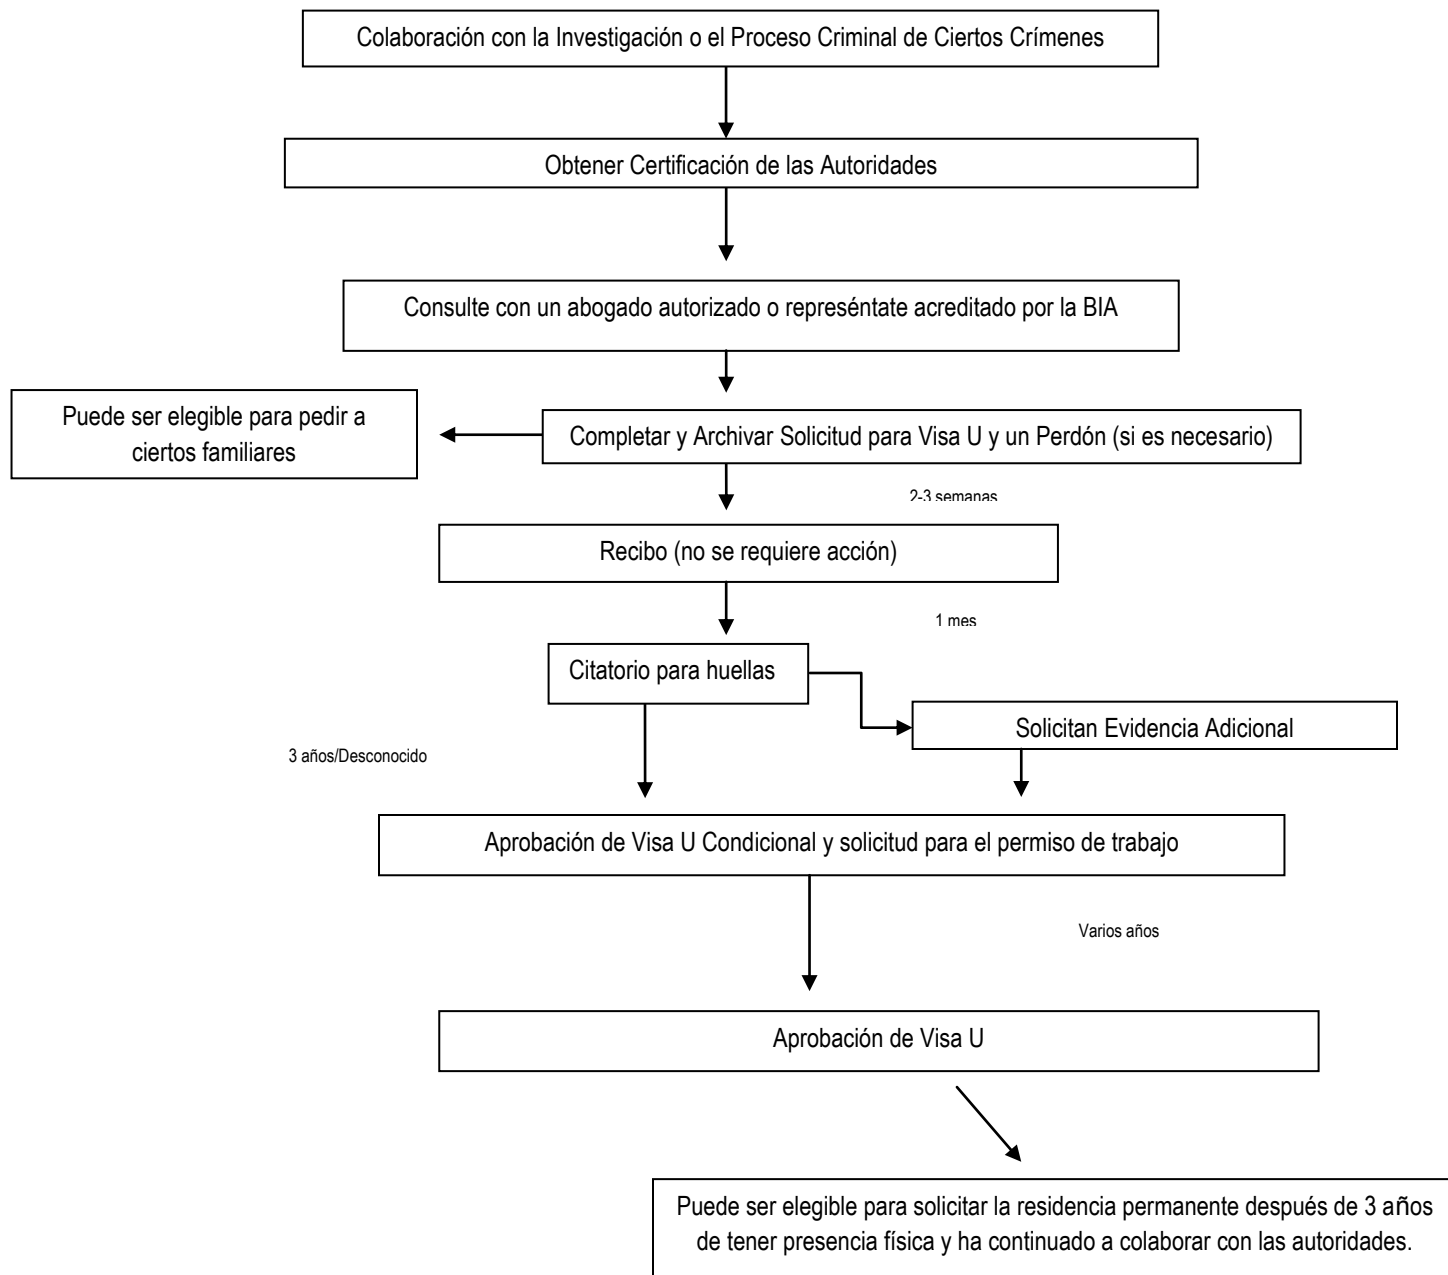 Colaboración con la Investigación o el Proceso Criminal de Ciertos Crímenes
Obtener Certificación de las Autoridades
Consulte con un abogado autorizado o represéntate acreditado por la BIA
Puede ser elegible para pedir a
ciertos familiares
Completar y Archivar Solicitud para Visa U y un Perdón (si es necesario)
2-3 semanas
Recibo (no se requiere acción)
1 mes
Citatorio para huellas
Solicitan Evidencia Adicional
3 años/Desconocido
Aprobación de Visa U Condicional y solicitud para el permiso de trabajo
Varios años
Aprobación de Visa U
Puede ser elegible para solicitar la residencia permanente después de 3 años
de tener presencia física y ha continuado a colaborar con las autoridades.